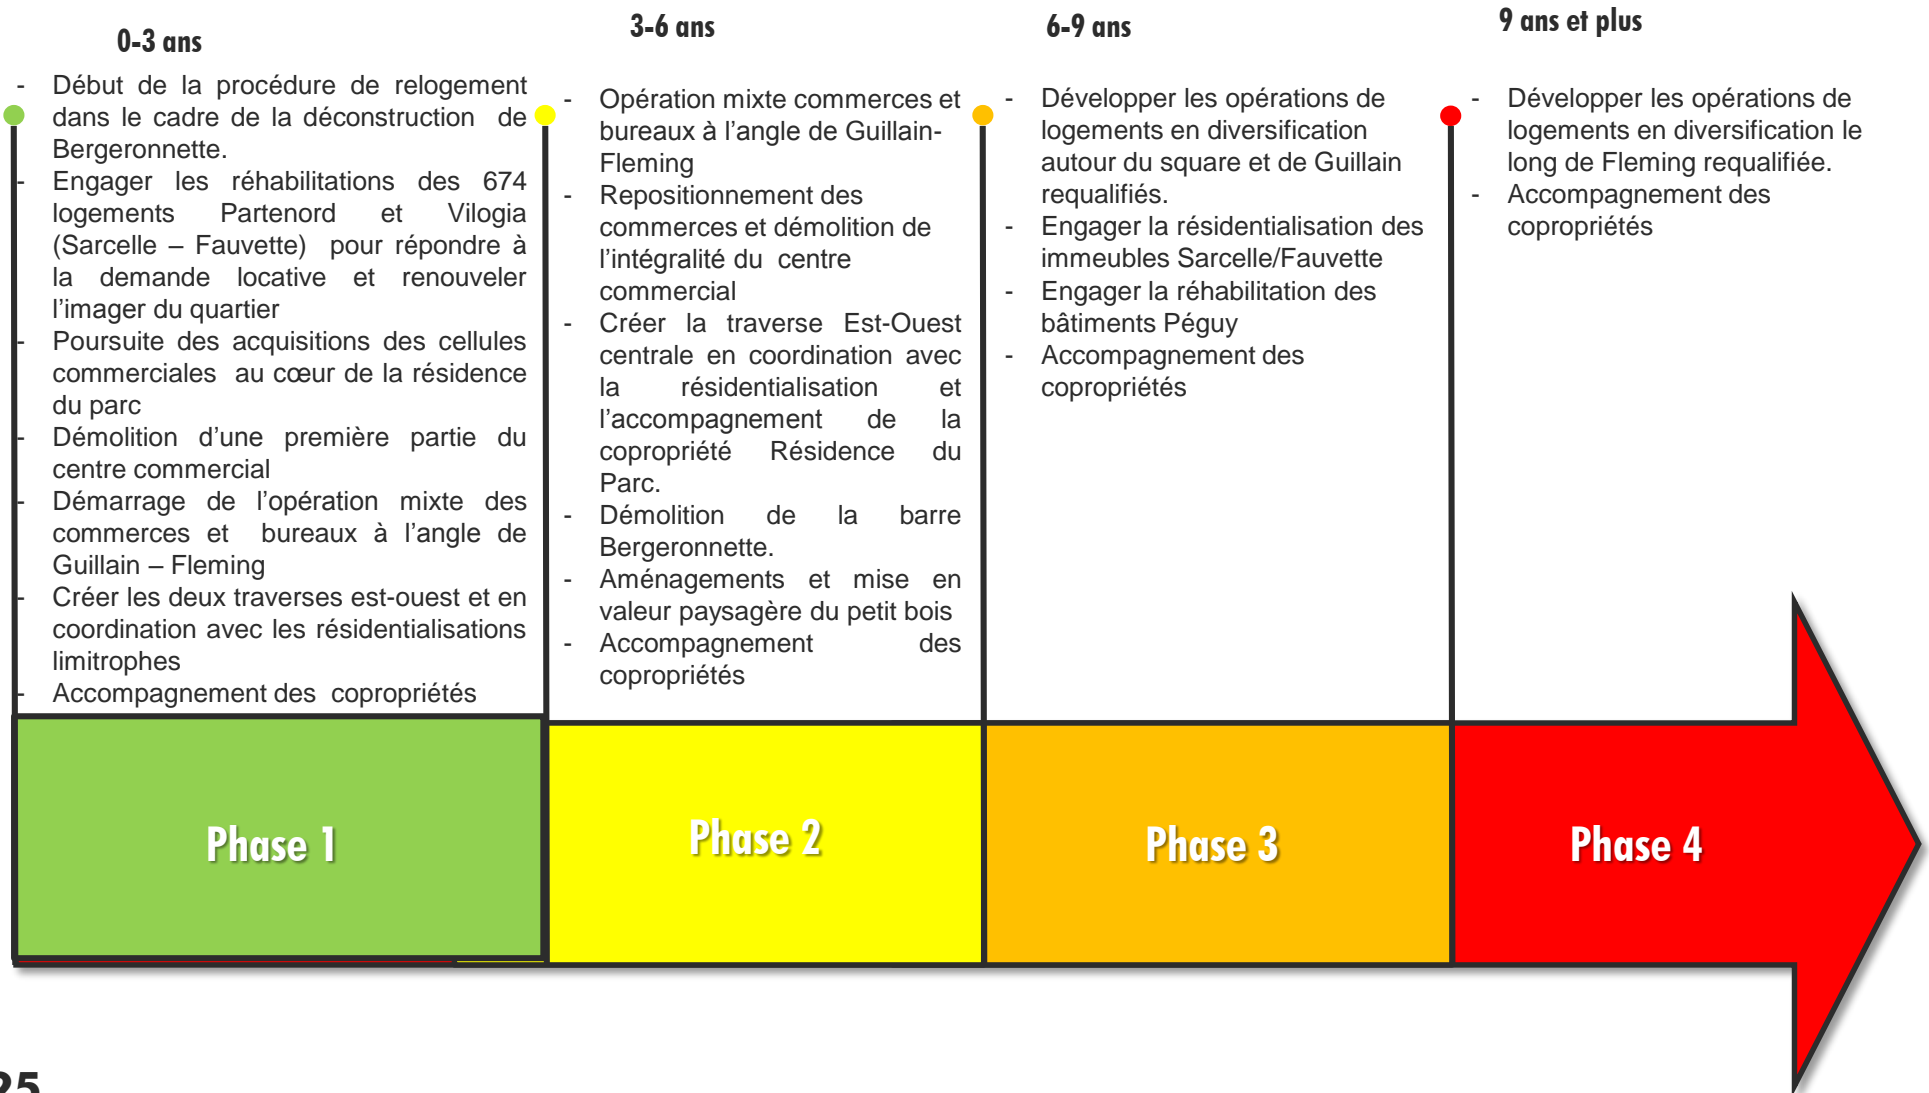 0-3 ans
- Début de la procédure de relogement
dans le cadre de la déconstruction de
Bergeronnette.
- Engager les réhabilitations des 674
logements Partenord et Vilogia
(Sarcelle – Fauvette) pour répondre à
la demande locative et renouveler
l’imager du quartier
- Poursuite des acquisitions des cellules
commerciales au cœur de la résidence
du parc
- Démolition d’une première partie du
centre commercial
- Démarrage de l’opération mixte des
commerces et bureaux à l’angle de
Guillain – Fleming
- Créer les deux traverses est-ouest et en
coordination avec les résidentialisations
limitrophes
- Accompagnement des copropriétés
3-6 ans
- Opération mixte commerces et
bureaux à l’angle de Guillain-
Fleming
- Repositionnement des
commerces et démolition de
l’intégralité du centre
commercial
- Créer la traverse Est-Ouest
centrale en coordination avec
la résidentialisation et
l’accompagnement de la
copropriété Résidence du
Parc.
- Démolition de la barre
Bergeronnette.
- Aménagements et mise en
valeur paysagère du petit bois
- Accompagnement des
copropriétés
6-9 ans
- Développer les opérations de
logements en diversification
autour du square et de Guillain
requalifiés.
- Engager la résidentialisation des
immeubles Sarcelle/Fauvette
- Engager la réhabilitation des
bâtiments Péguy
- Accompagnement des
copropriétés
9 ans et plus
- Développer les opérations de
logements en diversification le
long de Fleming requalifiée.
- Accompagnement des
copropriétés
Phase 1
Phase 2
Phase 3
Phase 4
25